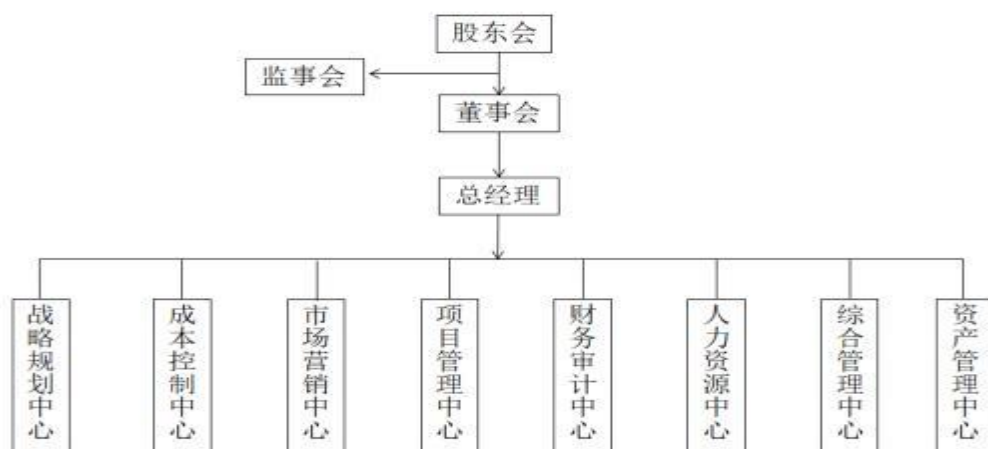 股东会
监事会
董事会
总经理
战略规划中心
成本控制中心
市场营销中心
项目管理中心
财务审计中心
人力资源中心
综合管理中心
资产管理中心